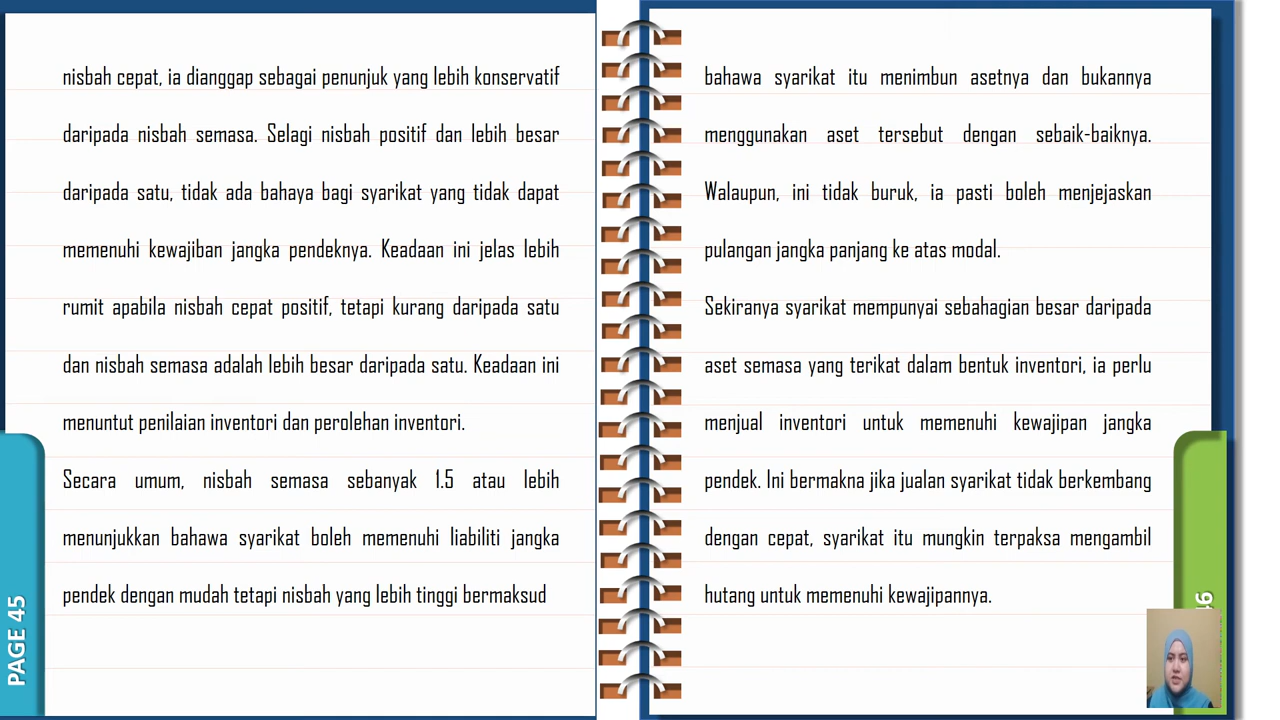 nisbah cepat, ia dianggap sebagai penunjuk yang lebih konservatif
daripada nisbah semasa. Selagi nisbah positif dan lebih besar
daripada satu, tidak ada bahaya bagi syarikat yang tidak dapat
memenuhi kewajiban jangka pendeknya. Keadaan ini jelas lebih
rumit apabila nisbah cepat positif, tetapi kurang daripada satu
dan nisbah semasa adalah lebih besar daripada satu. Keadaan ini
menuntut penilaian inventori dan perolehan inventori.
Secara umum, nisbah semasa sebanyak 1.5 atau lebih
menunjukkan bahawa syarikat boleh memenuhi liabiliti jangka
pendek dengan mudah tetapi nisbah yang lebih tinggi bermaksud
PAGE 45
bahawa syarikat itu menimbun asetnya dan bukannya
menggunakan aset tersebut dengan sebaik-baiknya.
Walaupun, ini tidak buruk, ia pasti boleh menjejaskan
pulangan jangka panjang ke atas modal.
Sekiranya syarikat mempunyai sebahagian besar daripada
aset semasa yang terikat dalam bentuk inventori, ia perlu
menjual inventori untuk memenuhi kewajipan jangka
pendek. Ini bermakna jika jualan syarikat tidak berkembang
dengan cepat, syarikat itu mungkin terpaksa mengambil
hutang untuk memenuhi kewajipannya.